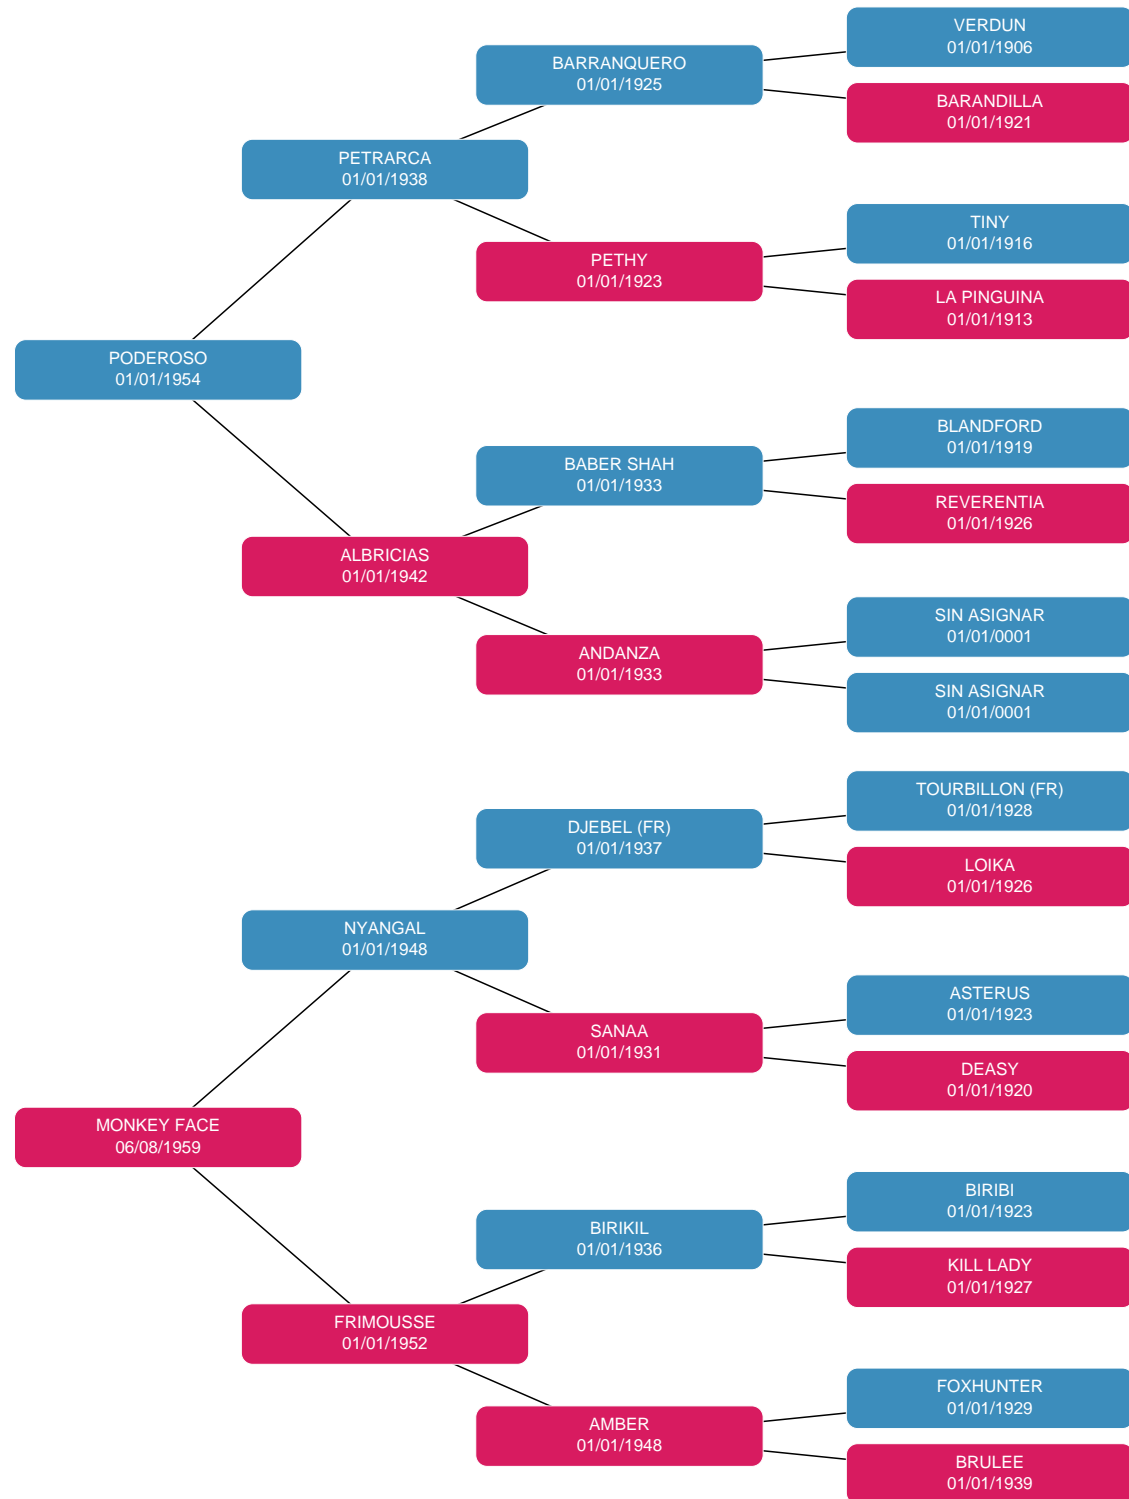 VERDUN
01/01/1906
BARRANQUERO
01/01/1925
BARANDILLA
01/01/1921
PETRARCA
01/01/1938
TINY
01/01/1916
PETHY
01/01/1923
LA PINGUINA
01/01/1913
PODEROSO
01/01/1954
BLANDFORD
01/01/1919
BABER SHAH
01/01/1933
REVERENTIA
01/01/1926
ALBRICIAS
01/01/1942
SIN ASIGNAR
01/01/0001
ANDANZA
01/01/1933
SIN ASIGNAR
01/01/0001
TOURBILLON (FR)
01/01/1928
DJEBEL (FR)
01/01/1937
LOIKA
01/01/1926
NYANGAL
01/01/1948
ASTERUS
01/01/1923
SANAA
01/01/1931
DEASY
01/01/1920
MONKEY FACE
06/08/1959
BIRIBI
01/01/1923
BIRIKIL
01/01/1936
KILL LADY
01/01/1927
FRIMOUSSE
01/01/1952
FOXHUNTER
01/01/1929
AMBER
01/01/1948
BRULEE
01/01/1939